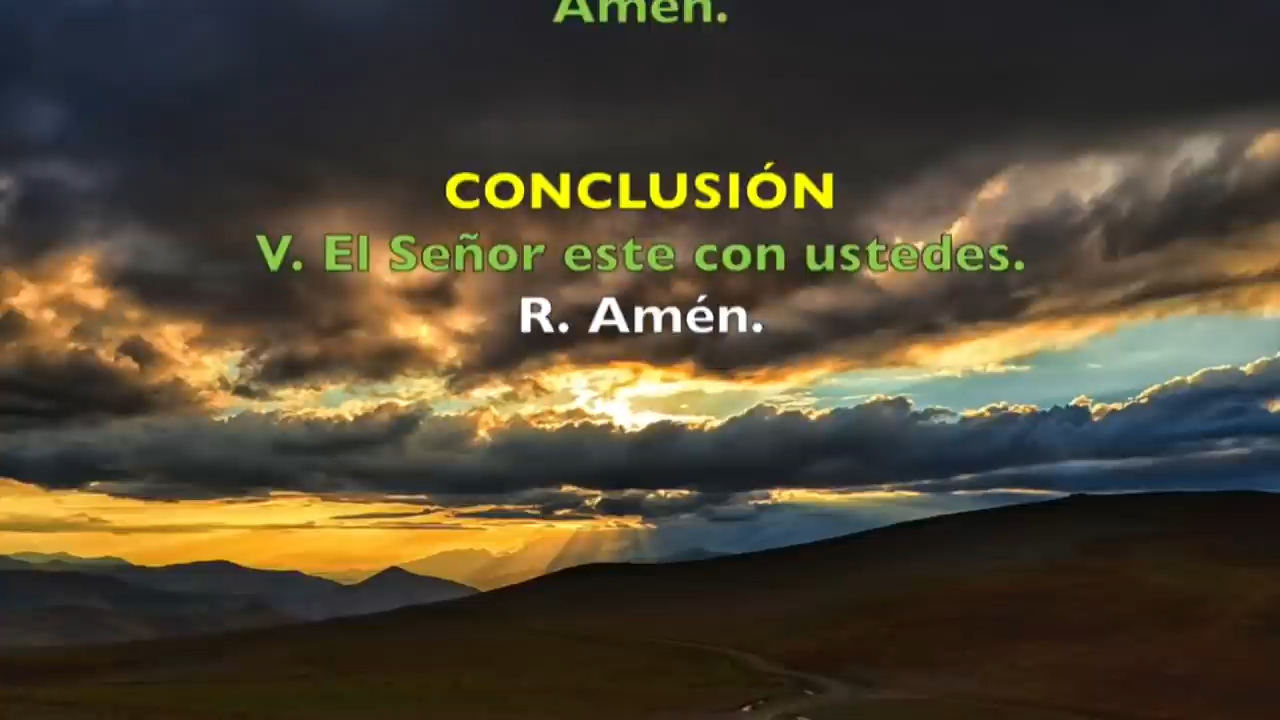 Amén.
CONCLUSIÓN
V. El Señor este con ustedes.
R. Amén.